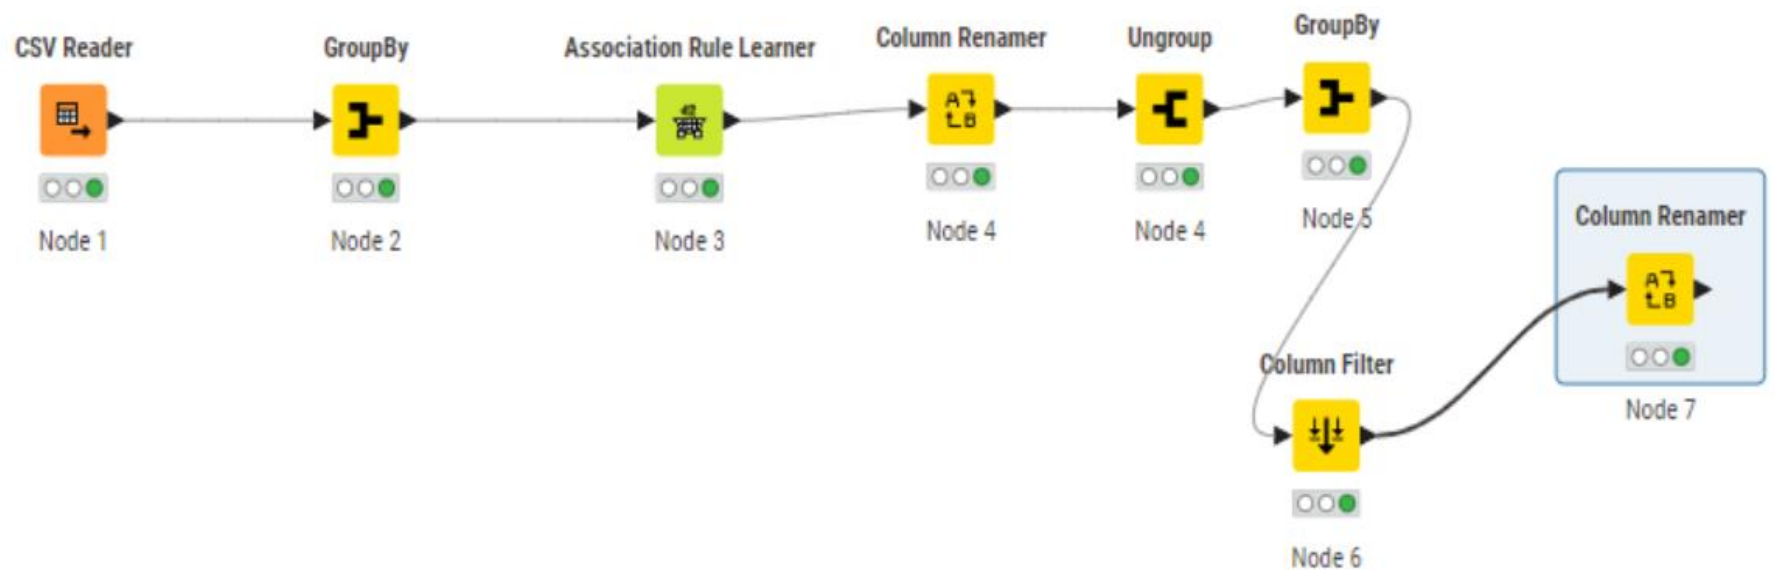 CSV Reader
GroupBy
Association Rule Learner
Column Renamer
Ungroup
GroupBy
Node 1
Node 2
Node 3
Node 4
Node 4
Node 5
Column Renamer
Node 7
Column Filter
Node 6